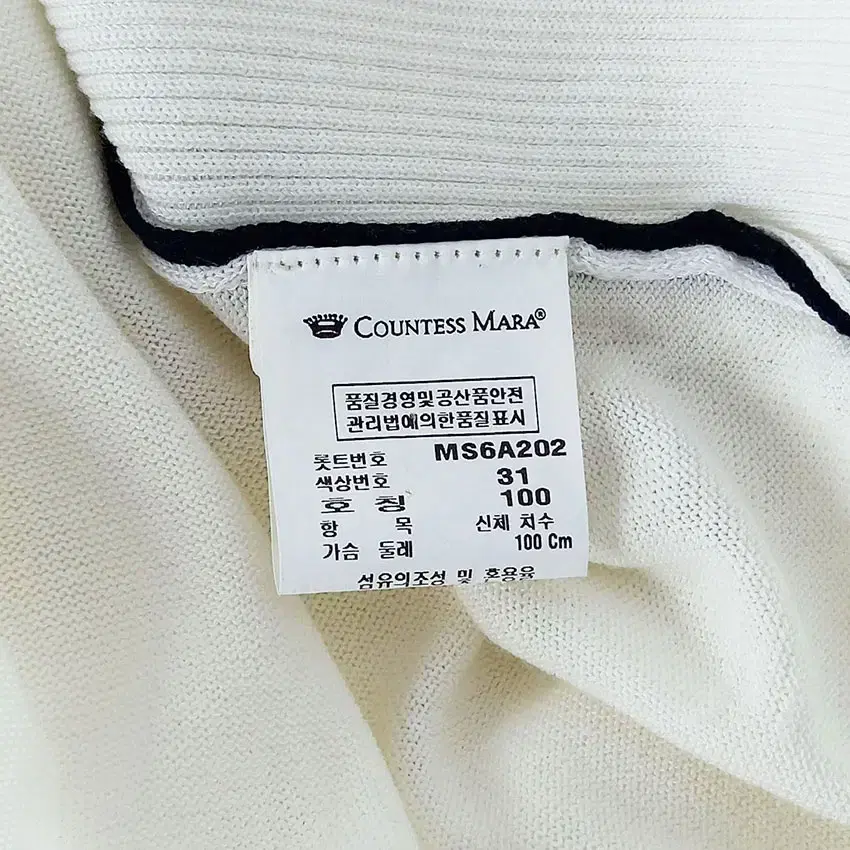 COUNTESS MARA®
품질경영및공산품안전
관리법에의한품질표시
롯트번호 MS6A202
색상번호 31
호 칭 100
항 목 신체 치수
가슴 둘레 100 Cm
섬유의조성 및 혼용율